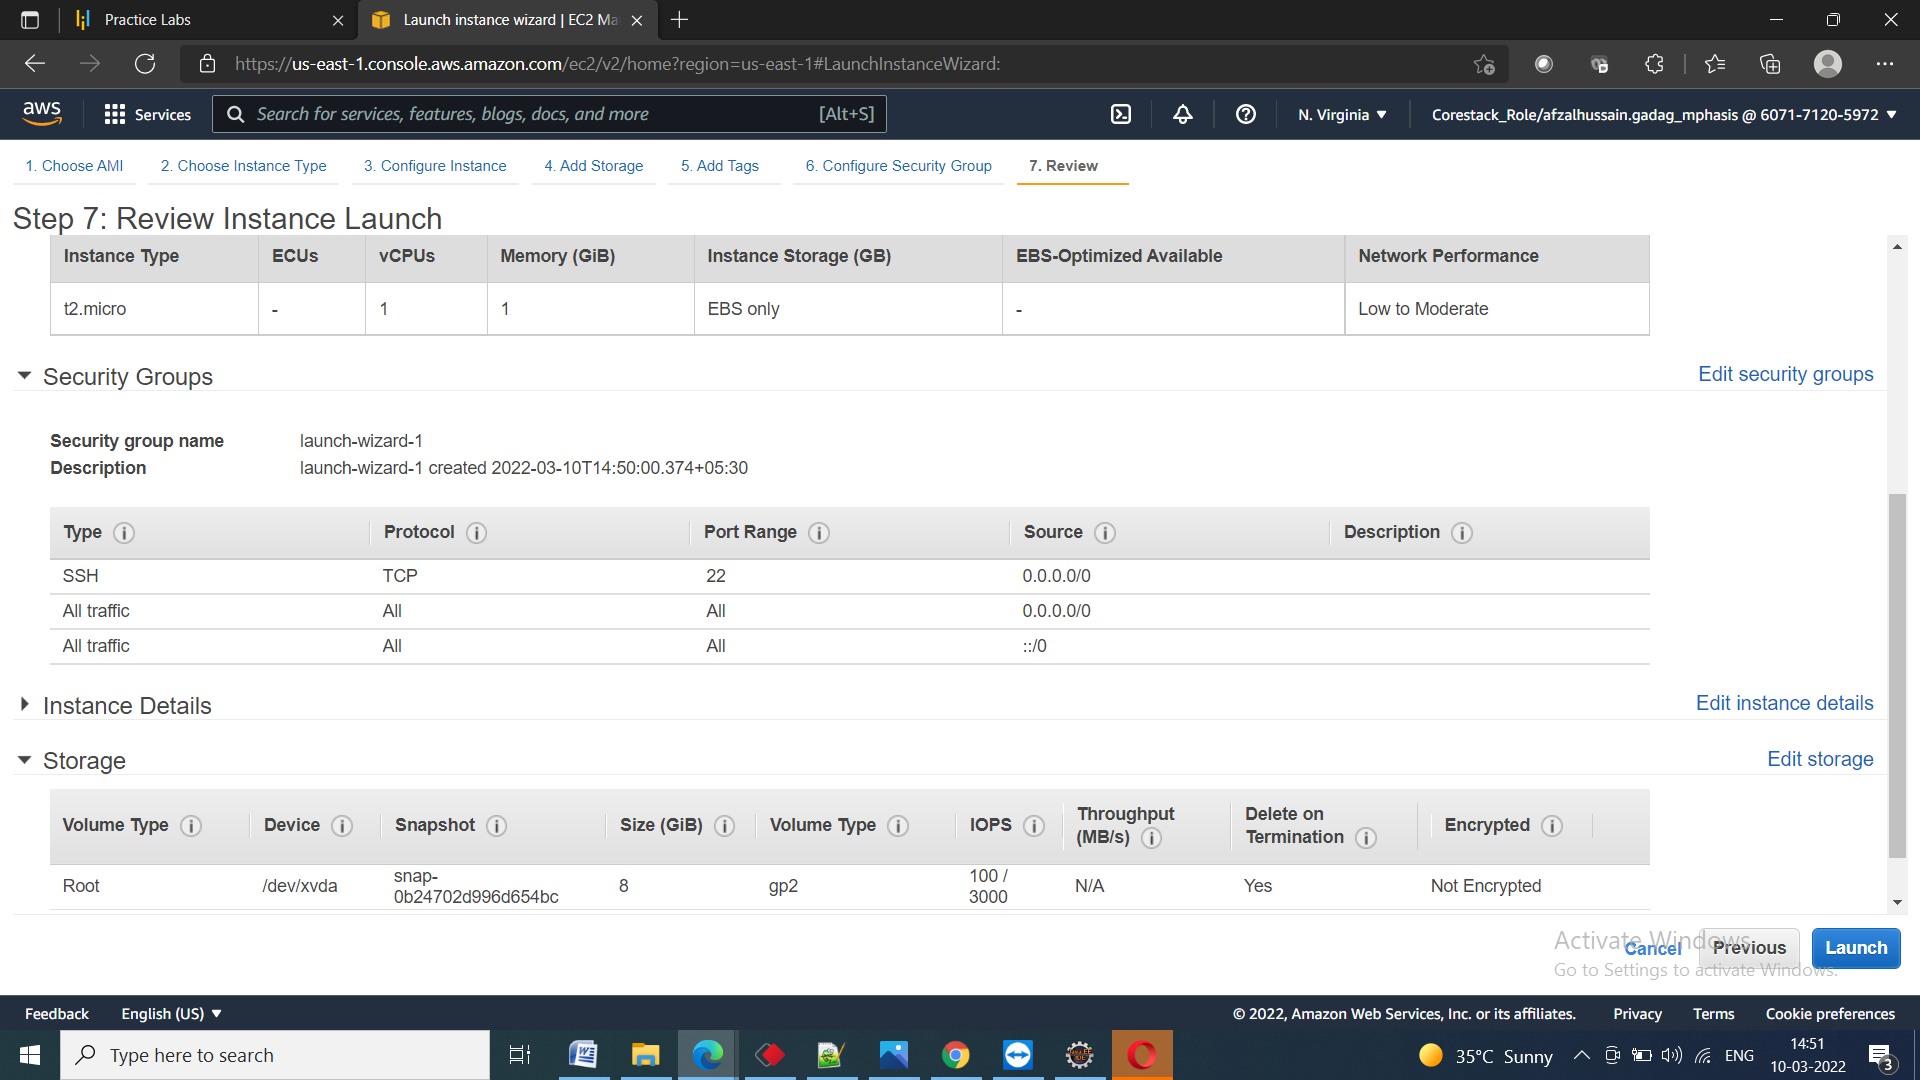 Practice Labs
Launch instance wizard | EC2 Ma
https://us-east-1.console.aws.amazon.com/ec2/v2/home?region=us-east-1#LaunchInstanceWizard:
aws
Services
Search for services, features, blogs, docs, and more
[Alt+S]
N. Virginia
Corestack_Role/afzalhussain.gadag_mphasis @ 6071-7120-5972
1. Choose AMI
2. Choose Instance Type
3. Configure Instance
4. Add Storage
5. Add Tags
6. Configure Security Group
7. Review
Step 7: Review Instance Launch
Instance Type ECUs vCPUs Memory (GiB) Instance Storage (GB) EBS-Optimized Available Network Performance
t2.micro - 1 1 EBS only - Low to Moderate
Security Groups
Edit security groups
Security group name launch-wizard-1
Description launch-wizard-1 created 2022-03-10T14:50:00.374+05:30
Type Protocol Port Range Source Description
SSH TCP 22 0.0.0.0/0
All traffic All All 0.0.0.0/0
All traffic All All ::/0
Instance Details
Edit instance details
Storage
Edit storage
Volume Type Device Snapshot Size (GiB) Volume Type IOPS Throughput (MB/s) Delete on Termination Encrypted
Root /dev/xvda snap-0b24702d996d654bc 8 gp2 100 / 3000 N/A Yes Not Encrypted
Activate Windows
Go to Settings to activate Windows.
Cancel
Previous
Launch
Feedback
English (US)
© 2022, Amazon Web Services, Inc. or its affiliates.
Privacy
Terms
Cookie preferences
Type here to search
35°C Sunny
ENG
14:51
10-03-2022
3